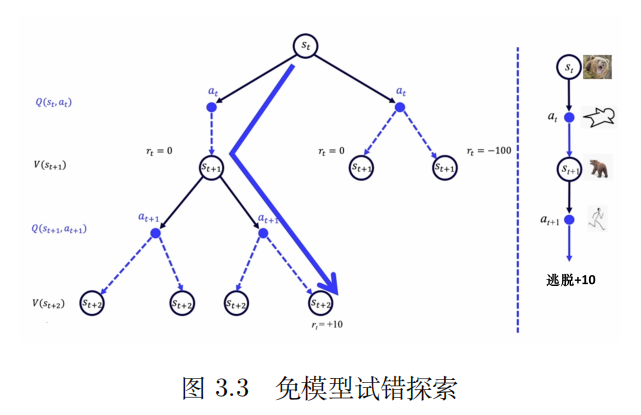 s_t
s_t
a_t
a_t
Q(s_t,a_t)
a_t
r_t = 0
r_t = 0
r_t = −100
V(s_{t+1})
s_{t+1}
s_{t+1}
s_{t+1}
s_{t+1}
a_{t+1}
a_{t+1}
a_{t+1}
Q(s_{t+1},a_{t+1})
逃脱+10
V(s_{t+2})
s_{t+2}
s_{t+2}
s_{t+2}
s_{t+2}
r_t = +10
图 3.3 免模型试错探索